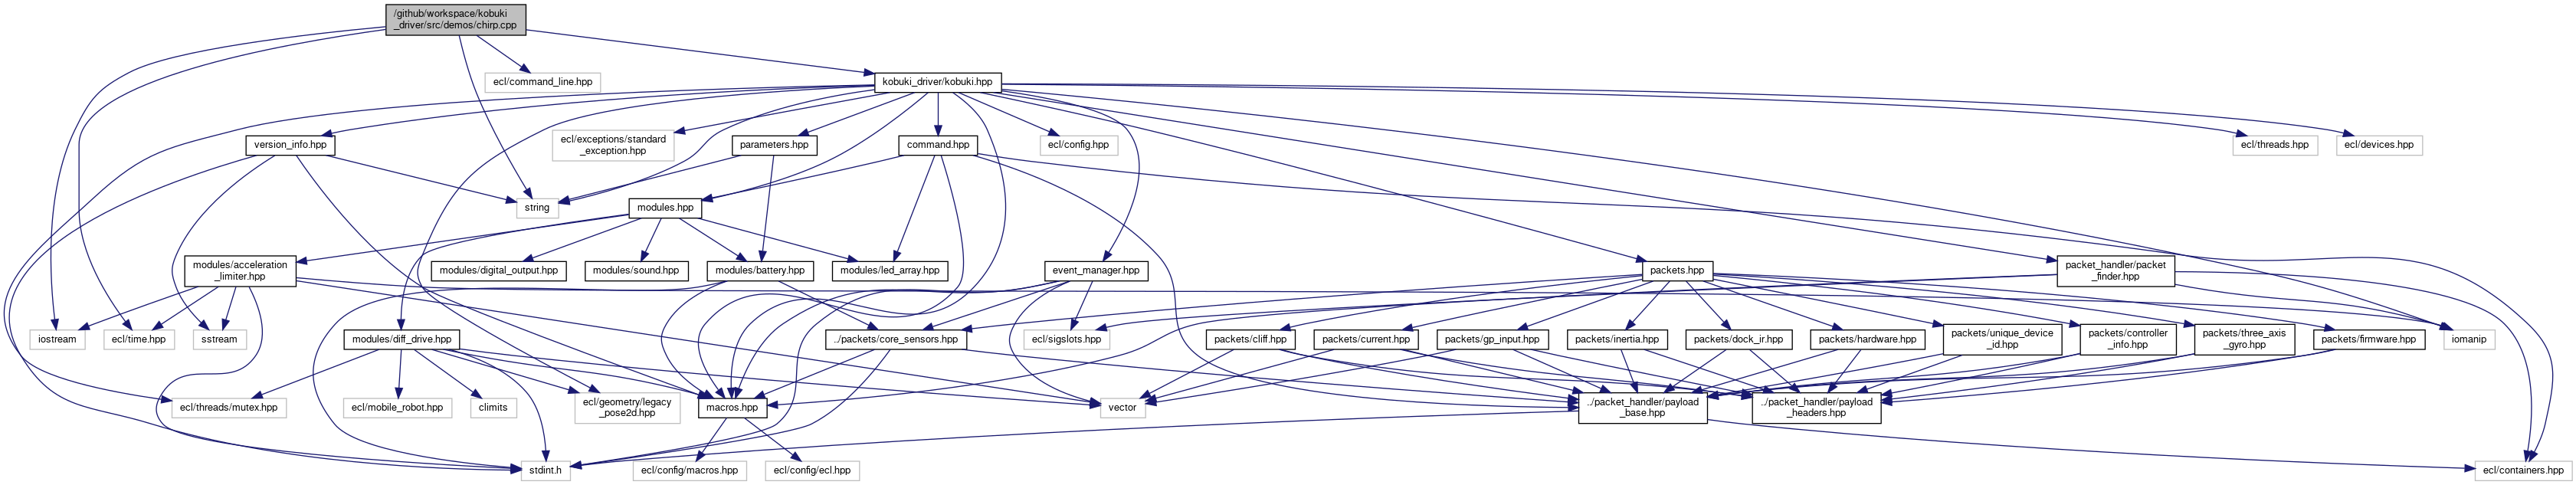 /github/workspace/kobuki
_driver/src/demos/chirp.cpp
ecl/command_line.hpp
kobuki_driver/kobuki.hpp
version_info.hpp
ecl/exceptions/standard
_exception.hpp
parameters.hpp
command.hpp
ecl/config.hpp
ecl/threads.hpp
ecl/devices.hpp
string
modules.hpp
modules/acceleration
_limiter.hpp
modules/digital_output.hpp
modules/sound.hpp
modules/battery.hpp
modules/led_array.hpp
event_manager.hpp
packets.hpp
packet_handler/packet
_finder.hpp
iostream
ecl/time.hpp
sstream
modules/diff_drive.hpp
../packets/core_sensors.hpp
ecl/sigslots.hpp
packets/cliff.hpp
packets/current.hpp
packets/gp_input.hpp
packets/inertia.hpp
packets/dock_ir.hpp
packets/hardware.hpp
packets/unique_device
_id.hpp
packets/controller
_info.hpp
packets/three_axis
_gyro.hpp
packets/firmware.hpp
iomanip
ecl/threads/mutex.hpp
ecl/mobile_robot.hpp
climits
ecl/geometry/legacy
_pose2d.hpp
macros.hpp
vector
../packet_handler/payload
_base.hpp
../packet_handler/payload
_headers.hpp
stdint.h
ecl/config/macros.hpp
ecl/config/ecl.hpp
ecl/containers.hpp